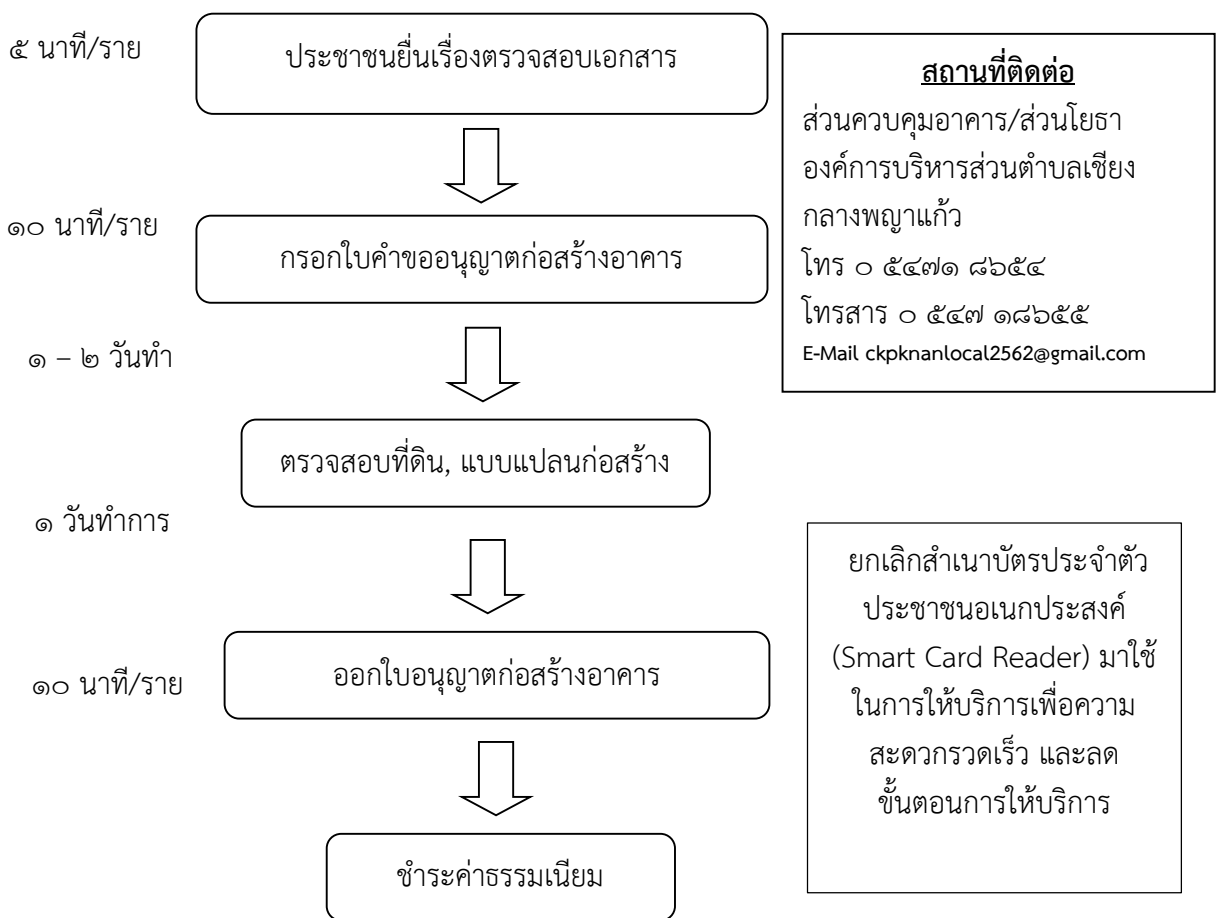 ๕ นาที/ราย
ประชาชนยื่นเรื่องตรวจสอบเอกสาร
๑๐ นาที/ราย
กรอกใบคำขออนุญาตก่อสร้างอาคาร
๑ – ๒ วันทำ
ตรวจสอบที่ดิน, แบบแปลนก่อสร้าง
๑ วันทำการ
ออกใบอนุญาตก่อสร้างอาคาร
๑๐ นาที/ราย
ชำระค่าธรรมเนียม
สถานที่ติดต่อ
ส่วนควบคุมอาคาร/ส่วนโยธา
องค์การบริหารส่วนตำบลเชียง
กลางพญาแก้ว
โทร ๐ ๕๔๗๑ ๘๖๕๔
โทรสาร ๐ ๕๔๗ ๑๘๖๕๕
E-Mail ckpknanlocal2562@gmail.com
ยกเลิกสำเนาบัตรประจำตัว
ประชาชนอเนกประสงค์
(Smart Card Reader) มาใช้
ในการให้บริการเพื่อความ
สะดวกรวดเร็ว และลด
ขั้นตอนการให้บริการ